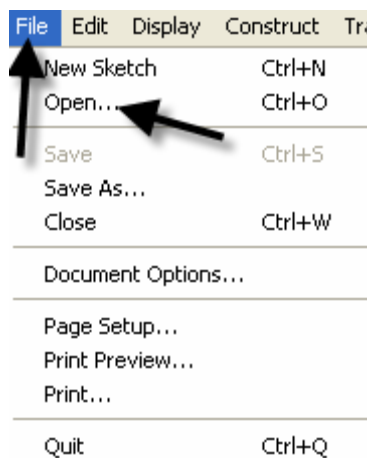 File Edit Display Construct Tra
New Sketch Ctrl+N
Open... Ctrl+O
Save Ctrl+S
Save As...
Close Ctrl+W
Document Options...
Page Setup...
Print Preview...
Print...
Quit Ctrl+Q